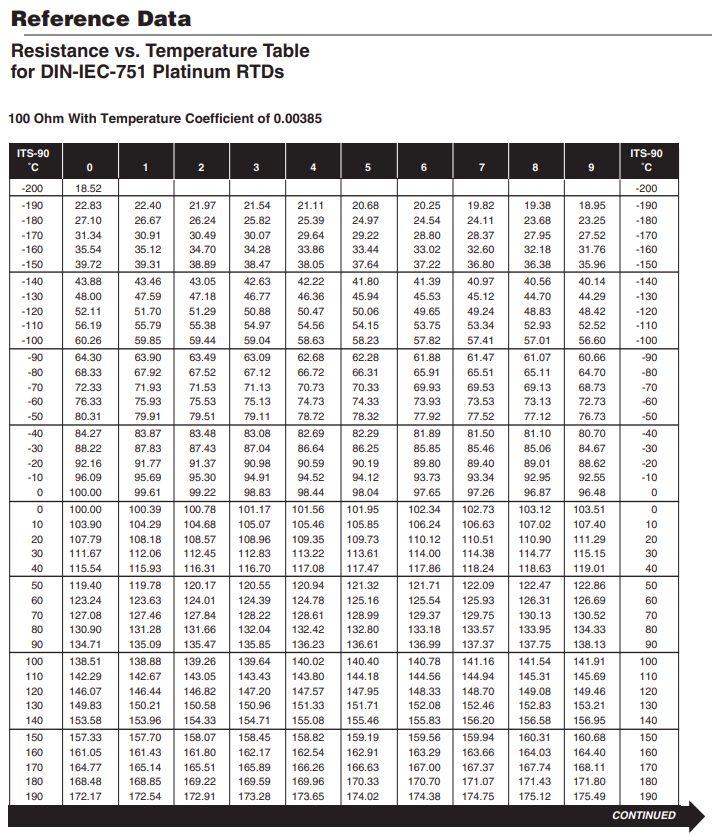 Reference Data
Resistance vs. Temperature Table
for DIN-IEC-751 Platinum RTDs
100 Ohm With Temperature Coefficient of 0.00385
ITS-90 ITS-90
˚C 0 1 2 3 4 5 6 7 8 9 ˚C
-200 18.52 -200
-190 22.83 22.40 21.97 21.54 21.11 20.68 20.25 19.82 19.38 18.95 -190
-180 27.10 26.67 26.24 25.82 25.39 24.97 24.54 24.11 23.68 23.25 -180
-170 31.34 30.91 30.49 30.07 29.64 29.22 28.80 28.37 27.95 27.52 -170
-160 35.54 35.12 34.70 34.28 33.86 33.44 33.02 32.60 32.18 31.76 -160
-150 39.72 39.31 38.89 38.47 38.05 37.64 37.22 36.80 36.38 35.96 -150
-140 43.88 43.46 43.05 42.63 42.22 41.80 41.39 40.97 40.56 40.14 -140
-130 48.00 47.59 47.18 46.77 46.36 45.94 45.53 45.12 44.70 44.29 -130
-120 52.11 51.70 51.29 50.88 50.47 50.06 49.65 49.24 48.83 48.42 -120
-110 56.19 55.79 55.38 54.97 54.56 54.15 53.75 53.34 52.93 52.52 -110
-100 60.26 59.85 59.44 59.04 58.63 58.23 57.82 57.41 57.01 56.60 -100
-90 64.30 63.90 63.49 63.09 62.68 62.28 61.88 61.47 61.07 60.66 -90
-80 68.33 67.92 67.52 67.12 66.72 66.31 65.91 65.51 65.11 64.70 -80
-70 72.33 71.93 71.53 71.13 70.73 70.33 69.93 69.53 69.13 68.73 -70
-60 76.33 75.93 75.53 75.13 74.73 74.33 73.93 73.53 73.13 72.73 -60
-50 80.31 79.91 79.51 79.11 78.72 78.32 77.92 77.52 77.12 76.73 -50
-40 84.27 83.87 83.48 83.08 82.69 82.29 81.89 81.50 81.10 80.70 -40
-30 88.22 87.83 87.43 87.04 86.64 86.25 85.85 85.46 85.06 84.67 -30
-20 92.16 91.77 91.37 90.98 90.59 90.19 89.80 89.40 89.01 88.62 -20
-10 96.09 95.69 95.30 94.91 94.52 94.12 93.73 93.34 92.95 92.55 -10
0 100.00 99.61 99.22 98.83 98.44 98.04 97.65 97.26 96.87 96.48 0
0 100.00 100.39 100.78 101.17 101.56 101.95 102.34 102.73 103.12 103.51 0
10 103.90 104.29 104.68 105.07 105.46 105.85 106.24 106.63 107.02 107.40 10
20 107.79 108.18 108.57 108.96 109.35 109.73 110.12 110.51 110.90 111.29 20
30 111.67 112.06 112.45 112.83 113.22 113.61 114.00 114.38 114.77 115.15 30
40 115.54 115.93 116.31 116.70 117.08 117.47 117.86 118.24 118.63 119.01 40
50 119.40 119.78 120.17 120.55 120.94 121.32 121.71 122.09 122.47 122.86 50
60 123.24 123.63 124.01 124.39 124.78 125.16 125.54 125.93 126.31 126.69 60
70 127.08 127.46 127.84 128.22 128.61 128.99 129.37 129.75 130.13 130.52 70
80 130.90 131.28 131.66 132.04 132.42 132.80 133.18 133.57 133.95 134.33 80
90 134.71 135.09 135.47 135.85 136.23 136.61 136.99 137.37 137.75 138.13 90
100 138.51 138.88 139.26 139.64 140.02 140.40 140.78 141.16 141.54 141.91 100
110 142.29 142.67 143.05 143.43 143.80 144.18 144.56 144.94 145.31 145.69 110
120 146.07 146.44 146.82 147.20 147.57 147.95 148.33 148.70 149.08 149.46 120
130 149.83 150.21 150.58 150.96 151.33 151.71 152.08 152.46 152.83 153.21 130
140 153.58 153.96 154.33 154.71 155.08 155.46 155.83 156.20 156.58 156.95 140
150 157.33 157.70 158.07 158.45 158.82 159.19 159.56 159.94 160.31 160.68 150
160 161.05 161.43 161.80 162.17 162.54 162.91 163.29 163.66 164.03 164.40 160
170 164.77 165.14 165.51 165.89 166.26 166.63 167.00 167.37 167.74 168.11 170
180 168.48 168.85 169.22 169.59 169.96 170.33 170.70 171.07 171.43 171.80 180
190 172.17 172.54 172.91 173.28 173.65 174.02 174.38 174.75 175.12 175.49 190
CONTINUED